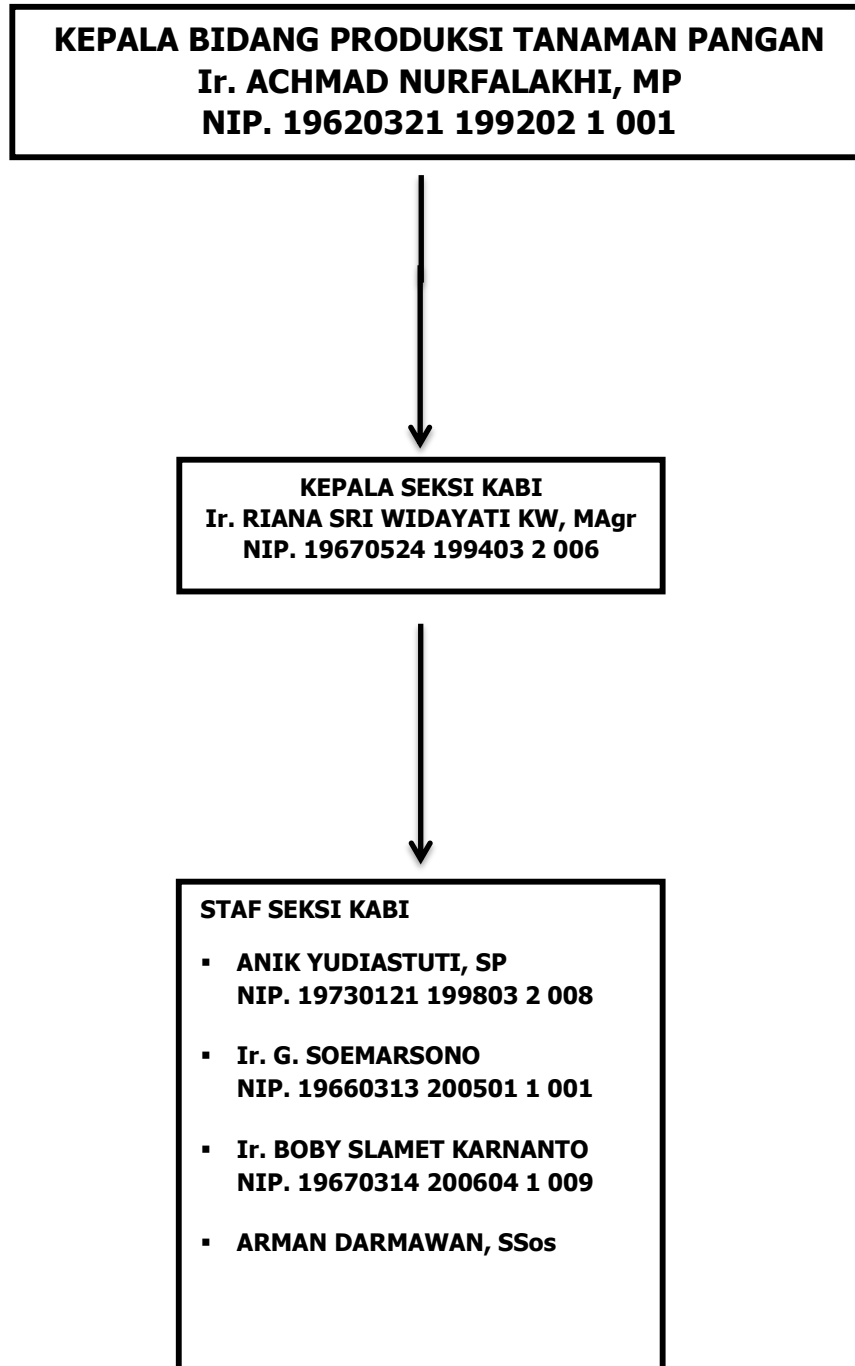 KEPALA BIDANG PRODUKSI TANAMAN PANGAN
Ir. ACHMAD NURFALAKHI, MP
NIP. 19620321 199202 1 001
KEPALA SEKSI KABI
Ir. RIANA SRI WIDAYATI KW, MAgr
NIP. 19670524 199403 2 006
STAF SEKSI KABI
▪ ANIK YUDIASTUTI, SP
NIP. 19730121 199803 2 008
▪ Ir. G. SOEMARSONO
NIP. 19660313 200501 1 001
▪ Ir. BOBY SLAMET KARNANTO
NIP. 19670314 200604 1 009
▪ ARMAN DARMAWAN, SSos